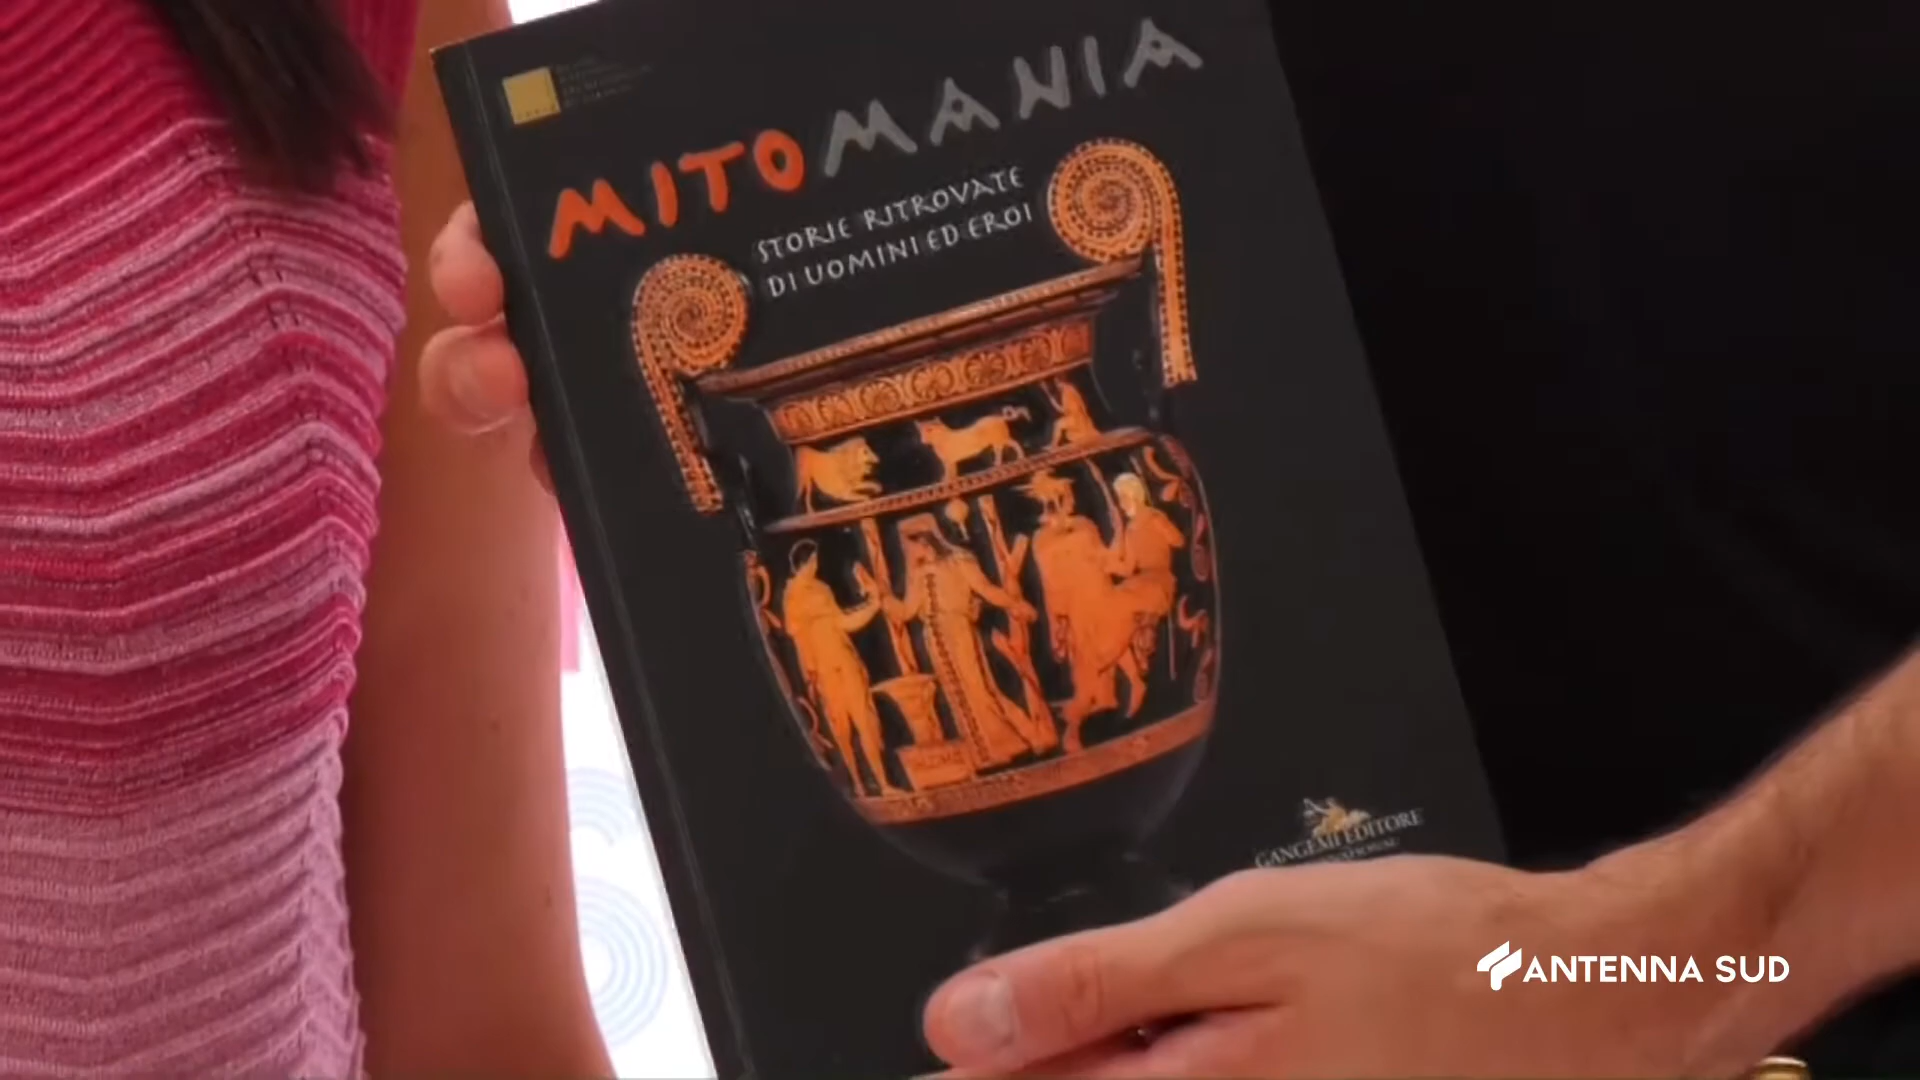 MITOMANIA
STORIE RITROVATE
DI UOMINI ED EROI
GANGEMI EDITORE
ANTENNA SUD